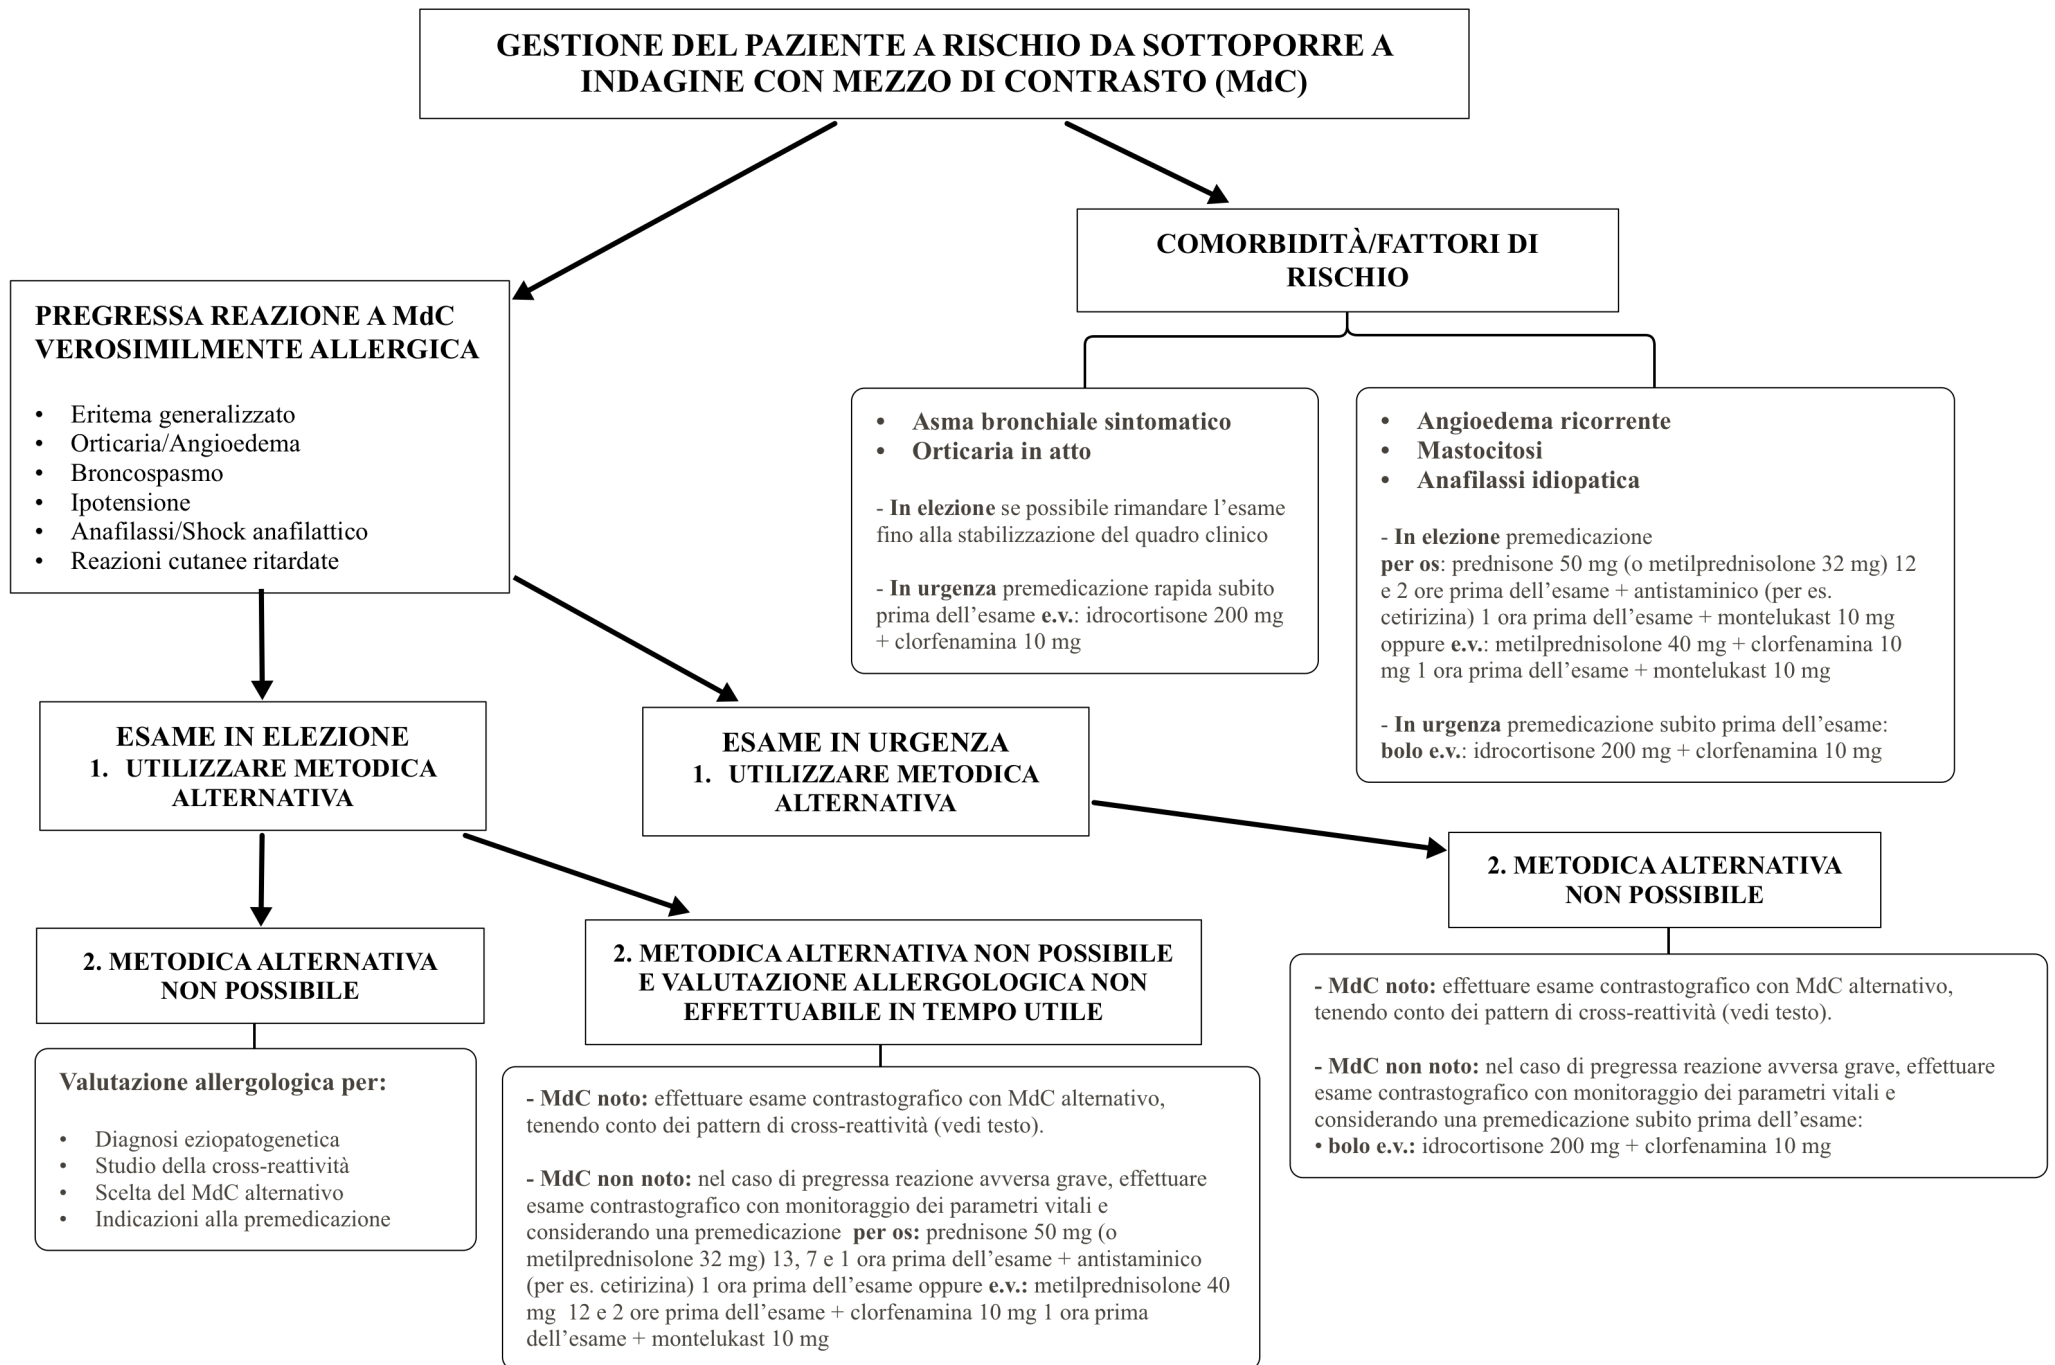 GESTIONE DEL PAZIENTE A RISCHIO DA SOTTOPORRE A
INDAGINE CON MEZZO DI CONTRASTO (MdC)
COMORBIDITÀ/FATTORI DI
RISCHIO
PREGRESSA REAZIONE A MdC
VEROSIMILMENTE ALLERGICA
• Eritema generalizzato
• Orticaria/Angioedema
• Broncospasmo
• Ipotensione
• Anafilassi/Shock anafilattico
• Reazioni cutanee ritardate
• Asma bronchiale sintomatico
• Orticaria in atto
- In elezione se possibile rimandare l’esame
fino alla stabilizzazione del quadro clinico
- In urgenza premedicazione rapida subito
prima dell’esame e.v.: idrocortisone 200 mg
+ clorfenamina 10 mg
• Angioedema ricorrente
• Mastocitosi
• Anafilassi idiopatica
- In elezione premedicazione
per os: prednisone 50 mg (o metilprednisolone 32 mg) 12
e 2 ore prima dell’esame + antistaminico (per es.
cetirizina) 1 ora prima dell’esame + montelukast 10 mg
oppure e.v.: metilprednisolone 40 mg + clorfenamina 10
mg 1 ora prima dell’esame + montelukast 10 mg
- In urgenza premedicazione subito prima dell’esame:
bolo e.v.: idrocortisone 200 mg + clorfenamina 10 mg
ESAME IN ELEZIONE
1. UTILIZZARE METODICA
ALTERNATIVA
ESAME IN URGENZA
1. UTILIZZARE METODICA
ALTERNATIVA
2. METODICA ALTERNATIVA
NON POSSIBILE
Valutazione allergologica per:
• Diagnosi eziopatogenetica
• Studio della cross-reattività
• Scelta del MdC alternativo
• Indicazioni alla premedicazione
2. METODICA ALTERNATIVA NON POSSIBILE
E VALUTAZIONE ALLERGOLOGICA NON
EFFETTUABILE IN TEMPO UTILE
- MdC noto: effettuare esame contrastografico con MdC alternativo,
tenendo conto dei pattern di cross-reattività (vedi testo).
- MdC non noto: nel caso di pregressa reazione avversa grave, effettuare
esame contrastografico con monitoraggio dei parametri vitali e
considerando una premedicazione per os: prednisone 50 mg (o
metilprednisolone 32 mg) 13, 7 e 1 ora prima dell’esame + antistaminico
(per es. cetirizina) 1 ora prima dell’esame oppure e.v.: metilprednisolone 40
mg 12 e 2 ore prima dell’esame + clorfenamina 10 mg 1 ora prima
dell’esame + montelukast 10 mg
2. METODICA ALTERNATIVA
NON POSSIBILE
- MdC noto: effettuare esame contrastografico con MdC alternativo,
tenendo conto dei pattern di cross-reattività (vedi testo).
- MdC non noto: nel caso di pregressa reazione avversa grave, effettuare
esame contrastografico con monitoraggio dei parametri vitali e
considerando una premedicazione subito prima dell’esame:
• bolo e.v.: idrocortisone 200 mg + clorfenamina 10 mg